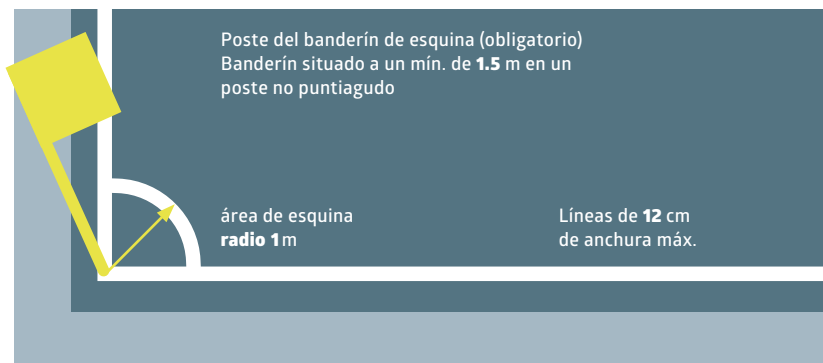 Poste del banderín de esquina (obligatorio)
Banderín situado a un mín. de 1.5 m en un
poste no puntiagudo
área de esquina
radio 1 m
Líneas de 12 cm
de anchura máx.